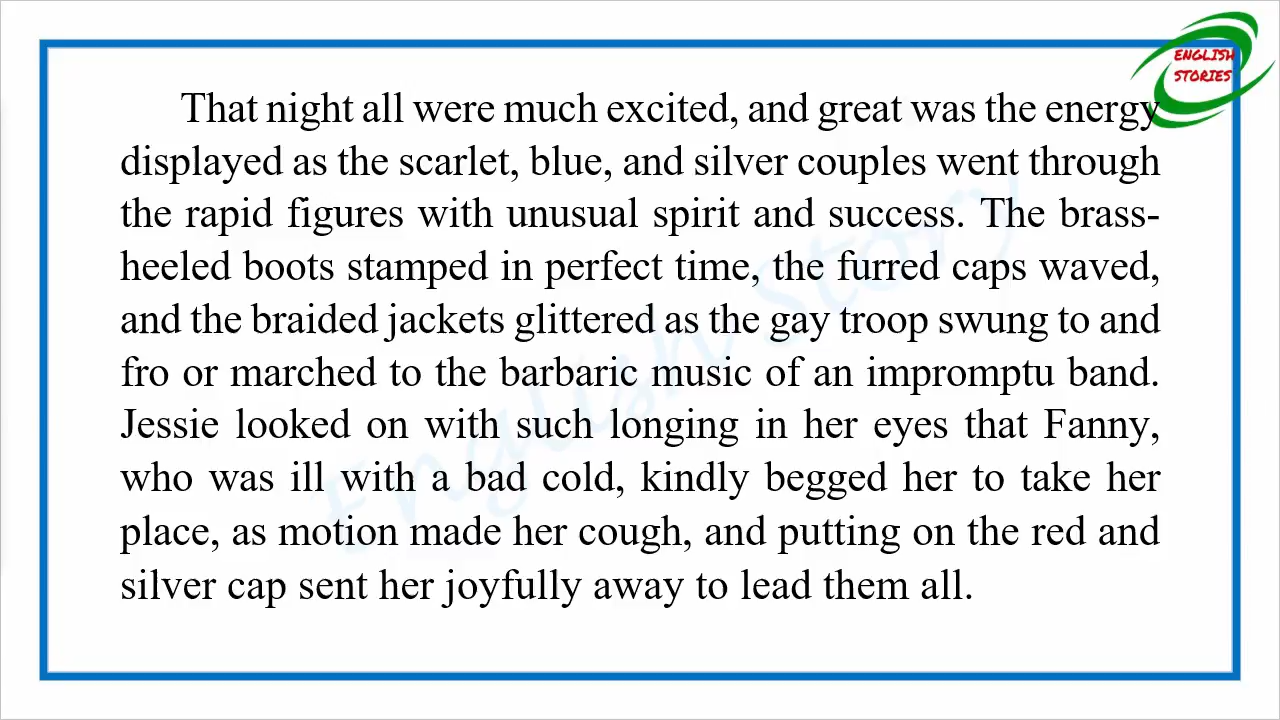 ENGLISH
STORIES
That night all were much excited, and great was the energy
displayed as the scarlet, blue, and silver couples went through
the rapid figures with unusual spirit and success. The brass-
heeled boots stamped in perfect time, the furred caps waved,
and the braided jackets glittered as the gay troop swung to and
fro or marched to the barbaric music of an impromptu band.
Jessie looked on with such longing in her eyes that Fanny,
who was ill with a bad cold, kindly begged her to take her
place, as motion made her cough, and putting on the red and
silver cap sent her joyfully away to lead them all.
English Story